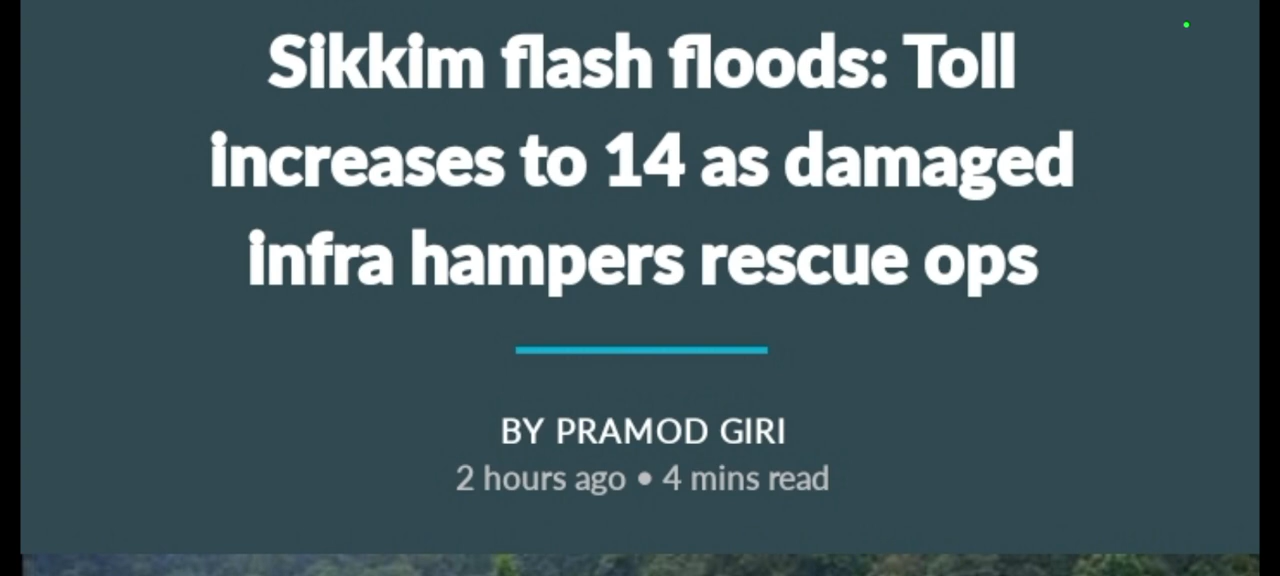 Sikkim flash floods: Toll
increases to 14 as damaged
infra hampers rescue ops
BY PRAMOD GIRI
2 hours ago • 4 mins read